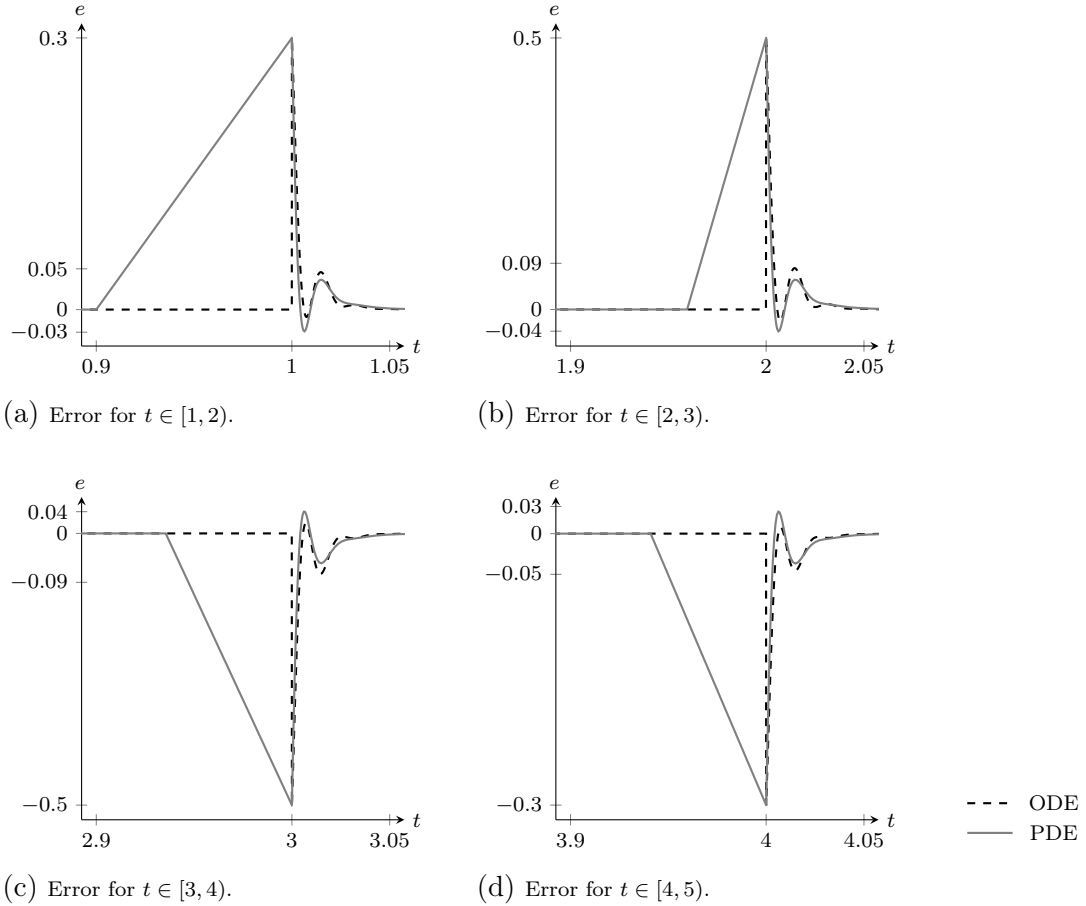 e
0.3
0.05
0
−0.03
0.9 1 1.05 t
(a) Error for t ∈ [1, 2).
e
0.5
0.09
0
−0.04
1.9 2 2.05 t
(b) Error for t ∈ [2, 3).
e
0.04
0
−0.09
−0.5
2.9 3 3.05 t
(c) Error for t ∈ [3, 4).
e
0.03
0
−0.05
−0.3
3.9 4 4.05 t
(d) Error for t ∈ [4, 5).
ODE
PDE